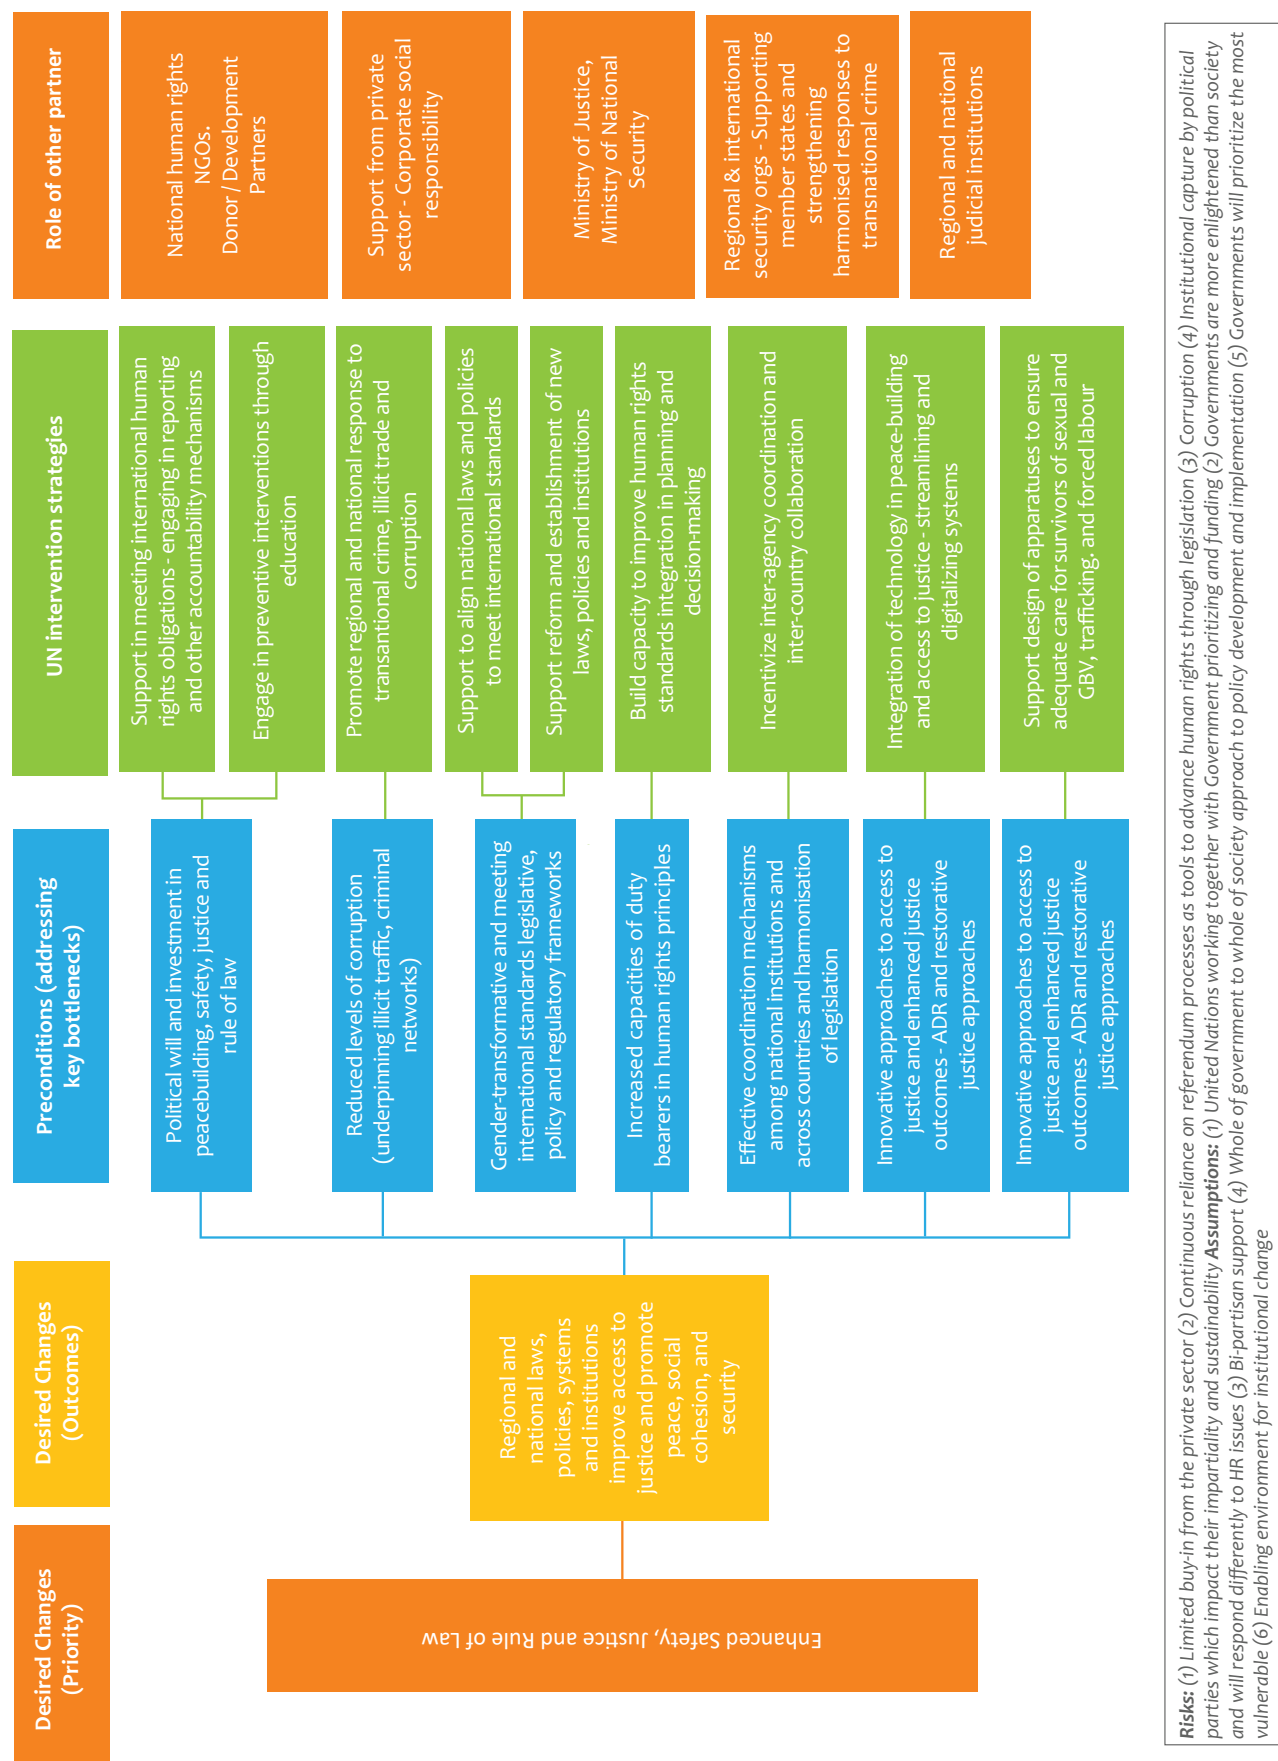 Desired Changes
(Priority)
Desired Changes
(Outcomes)
Preconditions (addressing
key bottlenecks)
UN intervention strategies
Role of other partner
Enhanced Safety, Justice and Rule of Law
Regional and
national laws,
policies, systems
and institutions
improve access to
justice and promote
peace, social
cohesion, and
security
Political will and investment in
peacebuilding, safety, justice and
rule of law
Reduced levels of corruption
(underpinning illicit traffic, criminal
networks)
Gender-transformative and meeting
international standards legislative,
policy and regulatory frameworks
Increased capacities of duty
bearers in human rights principles
Effective coordination mechanisms
among national institutions and
across countries and harmonisation
of legislation
Innovative approaches to access to
justice and enhanced justice
outcomes - ADR and restorative
justice approaches
Innovative approaches to access to
justice and enhanced justice
outcomes - ADR and restorative
justice approaches
Support in meeting international human
rights obligations - engaging in reporting
and other accountability mechanisms
Engage in preventive interventions through
education
Promote regional and national response to
transantional crime, illicit trade and
corruption
Support to align national laws and policies
to meet international standards
Support reform and establishment of new
laws, policies and institutions
Build capacity to improve human rights
standards integration in planning and
decision-making
Incentivize inter-agency coordination and
inter-country collaboration
Integration of technology in peace-building
and access to justice - streamlining and
digitalizing systems
Support design of apparatuses to ensure
adequate care for survivors of sexual and
GBV, trafficking, and forced labour
National human rights
NGOs.
Donor / Development
Partners
Support from private
sector - Corporate social
responsibility
Ministry of Justice,
Ministry of National
Security
Regional & international
security orgs - Supporting
member states and
strengthening
harmonised responses to
transnational crime
Regional and national
judicial institutions
Risks: (1) Limited buy-in from the private sector (2) Continuous reliance on referendum processes as tools to advance human rights through legislation (3) Corruption (4) Institutional capture by political
parties which impact their impartiality and sustainability Assumptions: (1) United Nations working together with Government prioritizing and funding (2) Governments are more enlightened than society
and will respond differently to HR issues (3) Bi-partisan support (4) Whole of government to whole of society approach to policy development and implementation (5) Governments will prioritize the most
vulnerable (6) Enabling environment for institutional change